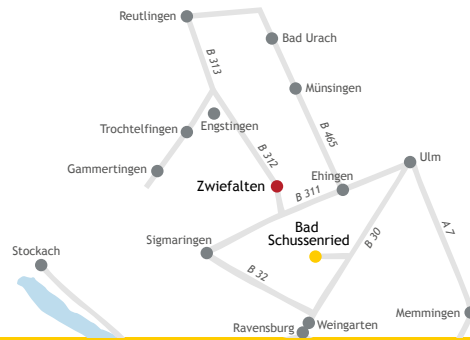 Reutlingen
Bad Urach
B 313
Münsingen
Engstingen
Trochtelfingen
B 465
B 312
Gammertingen
Ulm
Ehingen
Zwiefalten
B 311
Bad
Schussenried
B 30
A 7
Sigmaringen
Stockach
B 32
Memmingen
Weingarten
Ravensburg